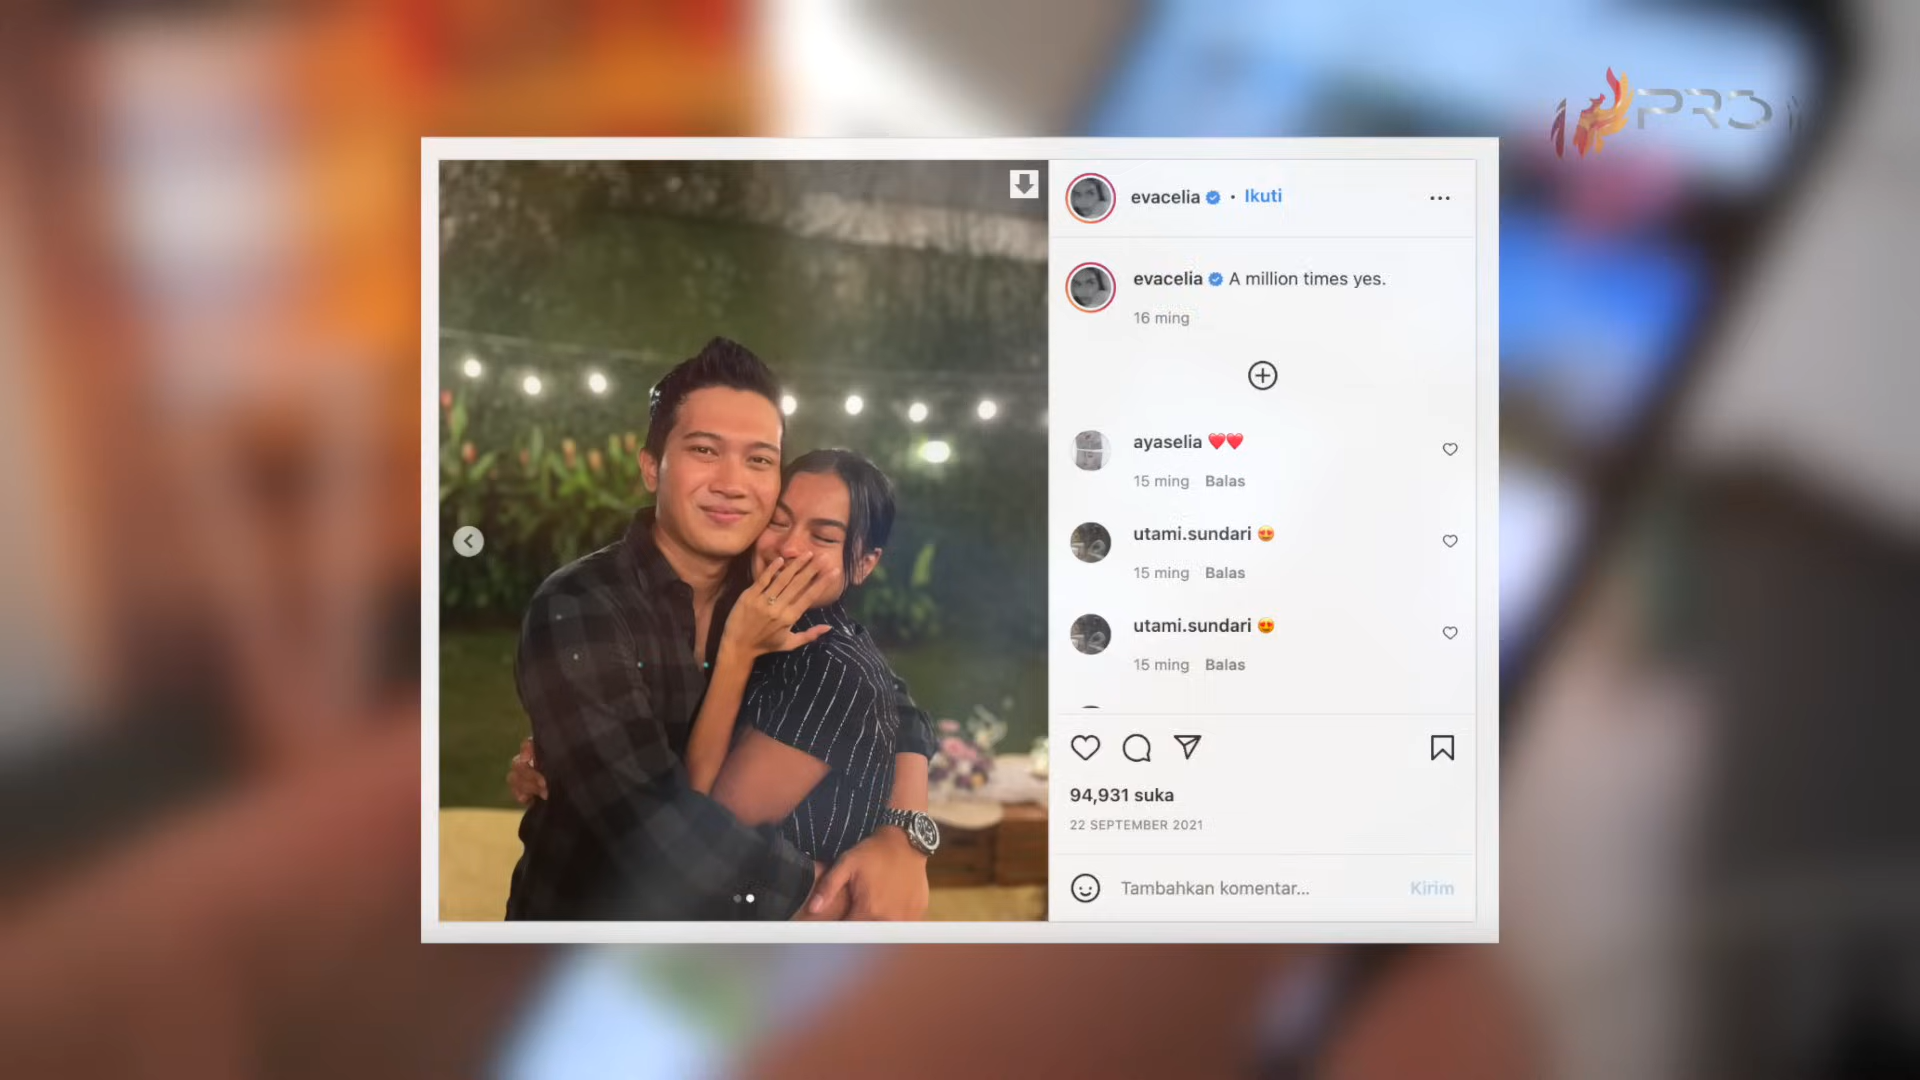 PRO
evacelia • Ikuti
evacelia A million times yes.
16 ming
ayaselia ❤️❤️
15 ming Balas
utami.sundari 😍
15 ming Balas
utami.sundari 😍
15 ming Balas
94,931 suka
22 SEPTEMBER 2021
Tambahkan komentar...
Kirim